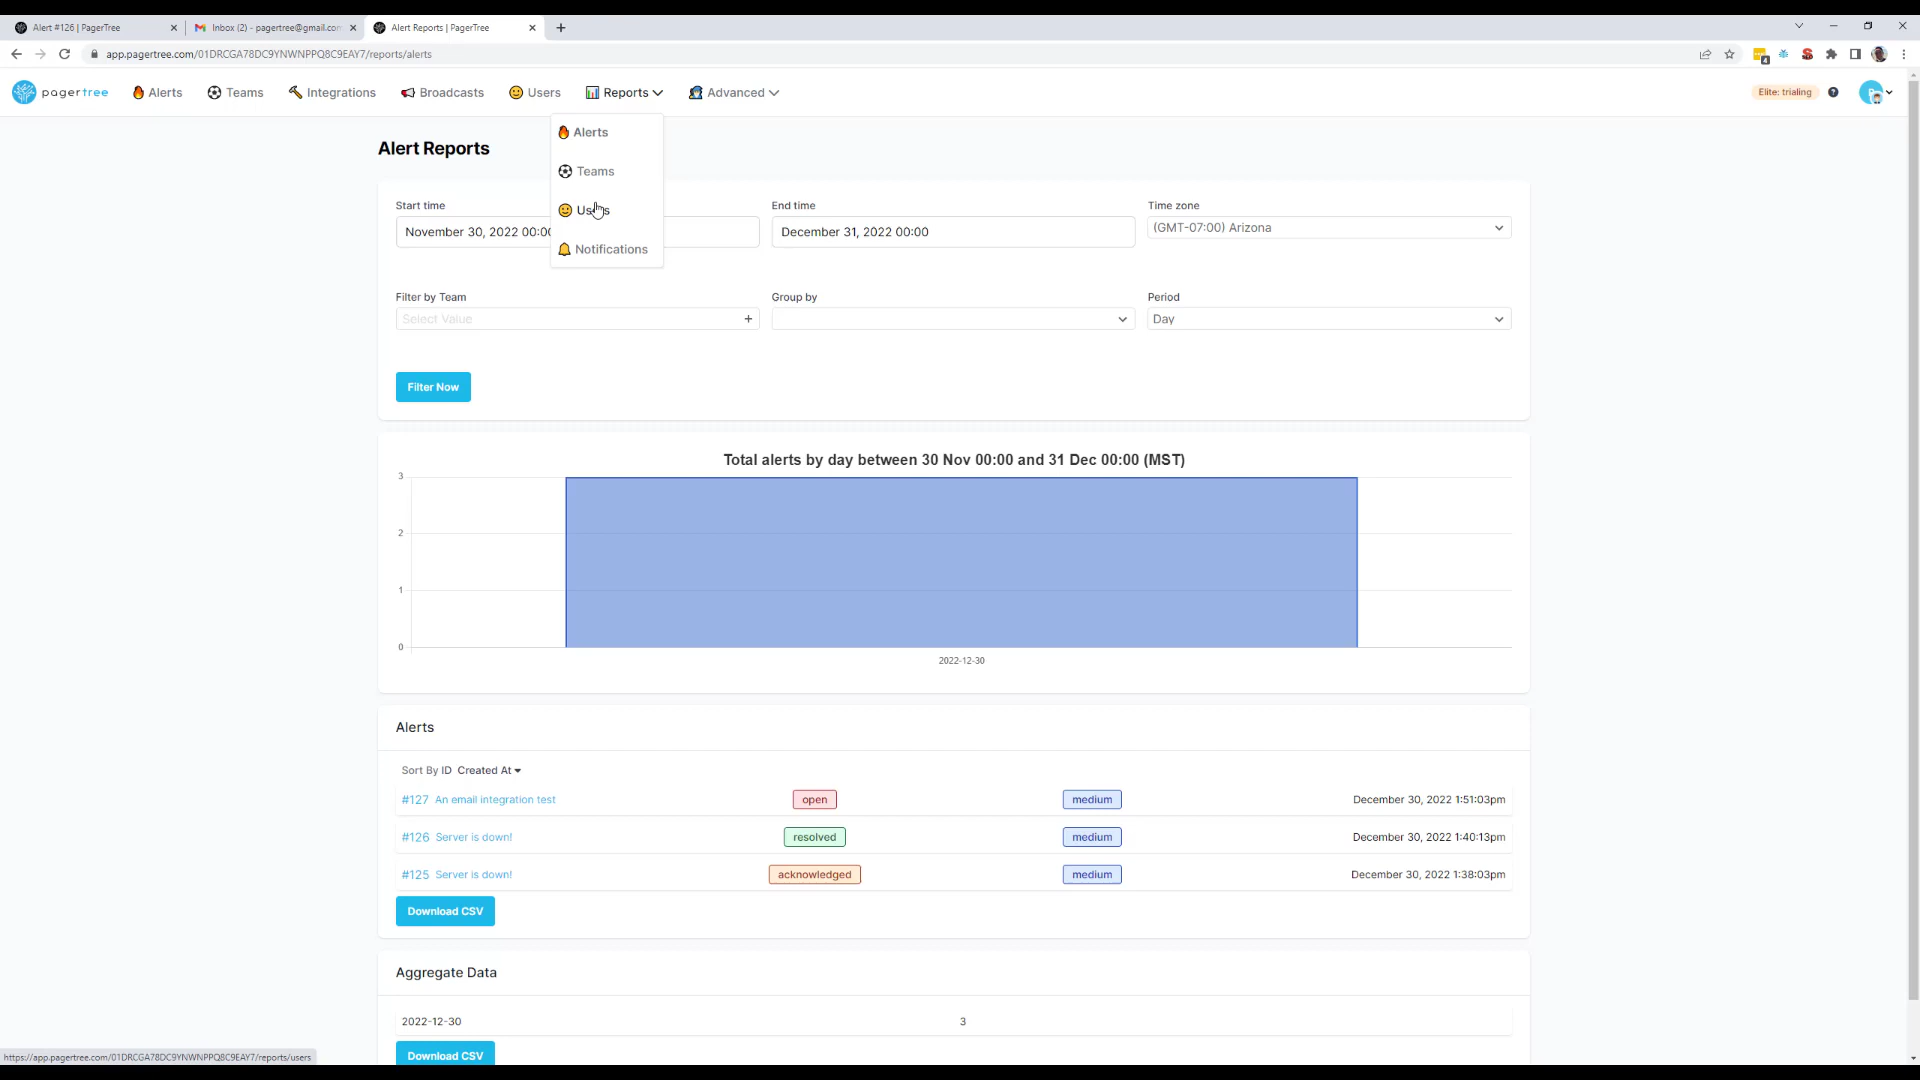 Alert #126 | PagerTree
Inbox (2) - pagertree@gmail.com
Alert Reports | PagerTree
app.pagertree.com/01DRCGA78DC9YNWNPPQ8C9EAY7/reports/alerts
pagertree
Alerts
Teams
Integrations
Broadcasts
Users
Reports
Advanced
Elite: trialing
Alert Reports
Alerts
Teams
Users
Notifications
Start time
November 30, 2022 00:00
End time
December 31, 2022 00:00
Time zone
(GMT-07:00) Arizona
Filter by Team
Select Value
Group by
Period
Day
Filter Now
Total alerts by day between 30 Nov 00:00 and 31 Dec 00:00 (MST)
3
2
1
0
2022-12-30
Alerts
Sort By ID Created At
#127 An email integration test open medium December 30, 2022 1:51:03pm
#126 Server is down! resolved medium December 30, 2022 1:40:13pm
#125 Server is down! acknowledged medium December 30, 2022 1:38:03pm
Download CSV
Aggregate Data
2022-12-30 3
Download CSV
https://app.pagertree.com/01DRCGA78DC9YNWNPPQ8C9EAY7/reports/users